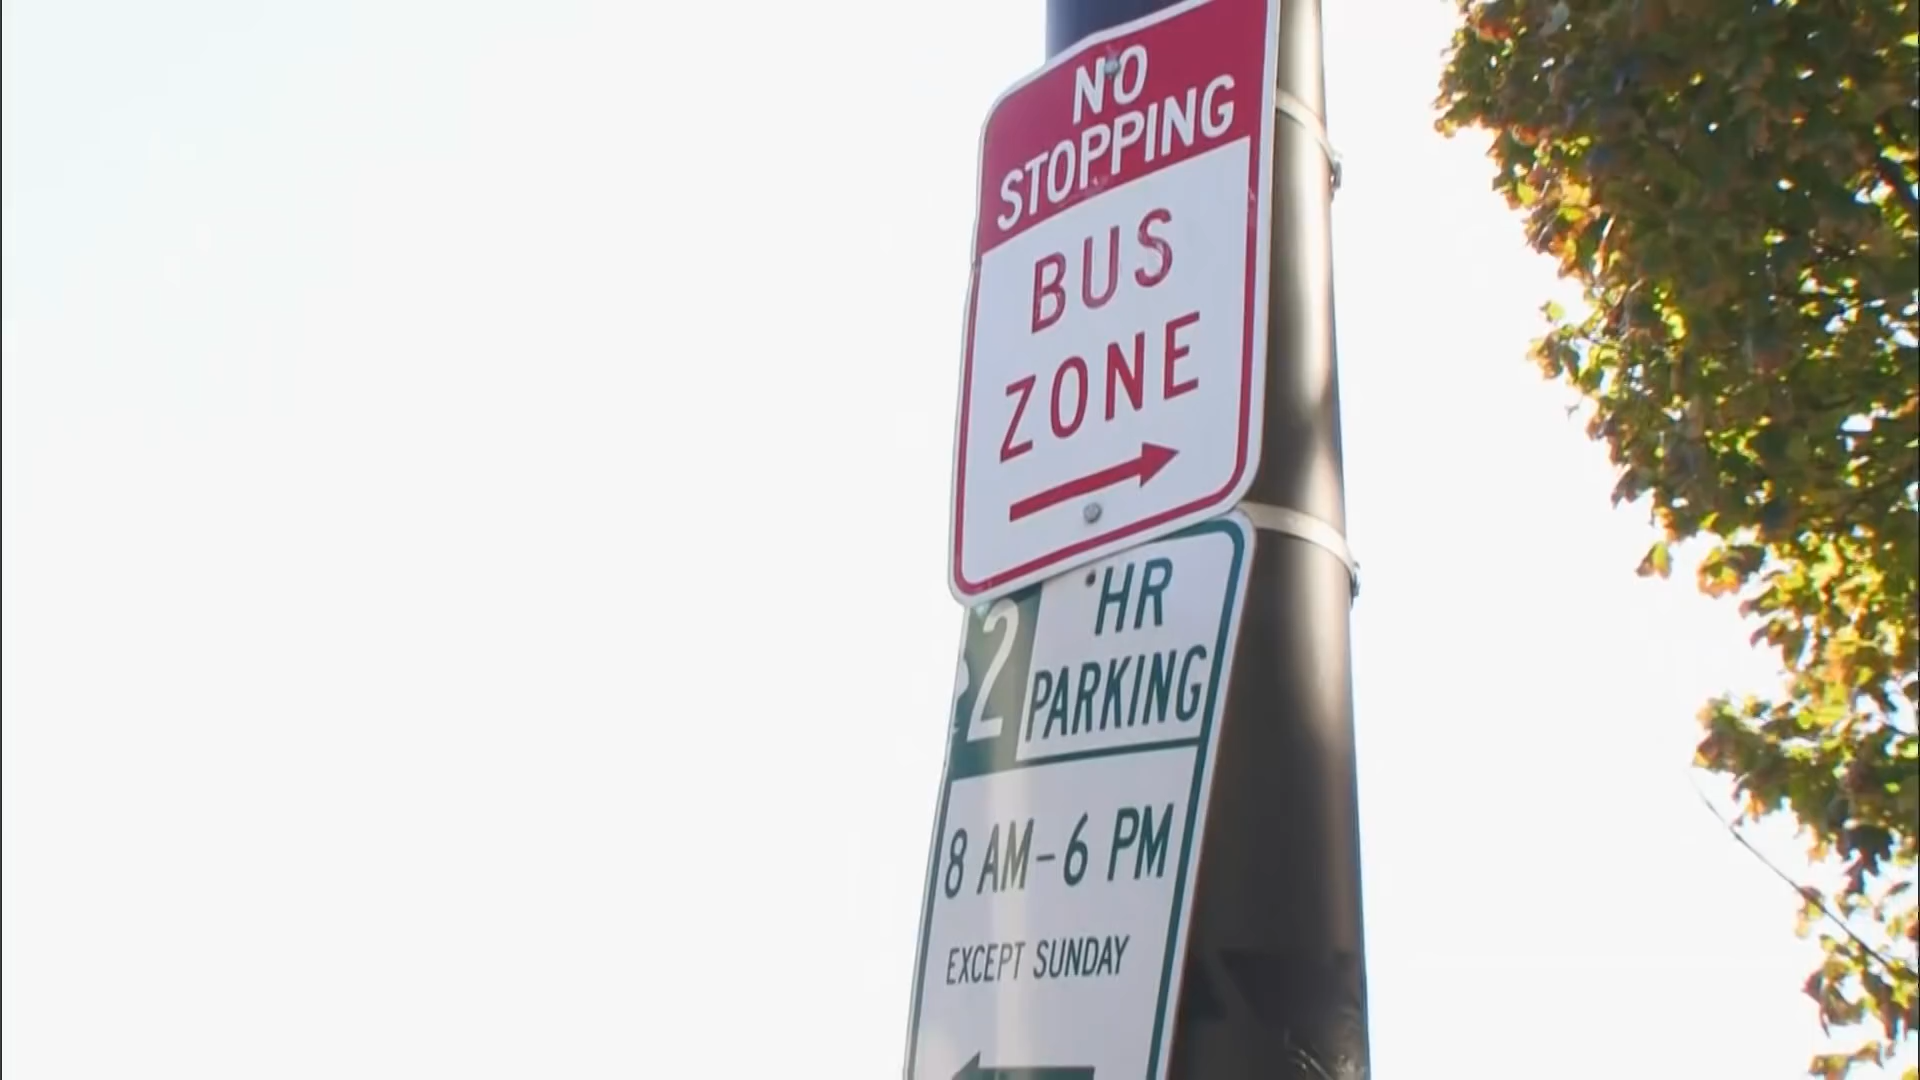 NO
STOPPING
BUS
ZONE
2 HR
PARKING
8 AM-6 PM
EXCEPT SUNDAY